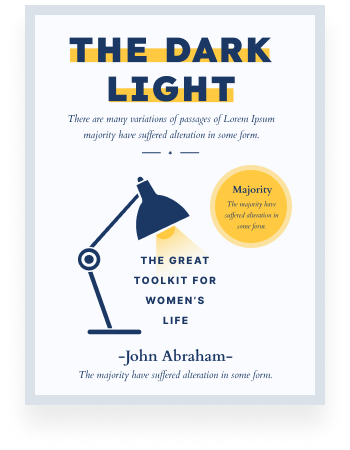 THE DARK
LIGHT
There are many variations of passages of Lorem Ipsum
majority have suffered alteration in some form.
Majority
The majority have
suffered alteration in
some form.
THE GREAT
TOOLKIT FOR
WOMEN'S
LIFE
-John Abraham-
The majority have suffered alteration in some form.